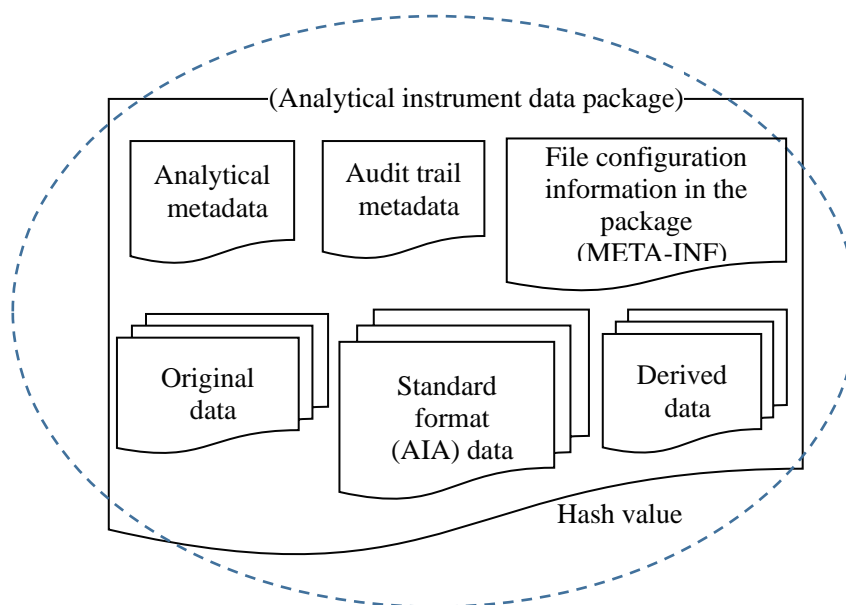 (Analytical instrument data package)
Analytical
metadata
Audit trail
metadata
File configuration
information in the
package
(META-INF)
Original
data
Standard
format
(AIA) data
Derived
data
Hash value